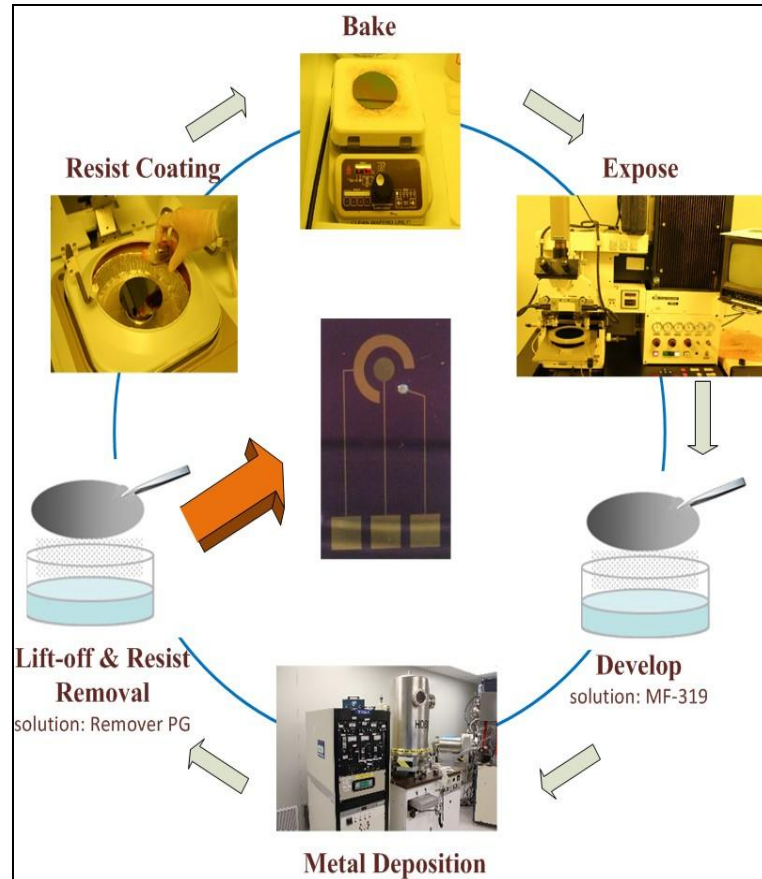 Bake
Resist Coating
Expose
Lift-off & Resist
Removal
solution: Remover PG
Develop
solution: MF-319
Metal Deposition